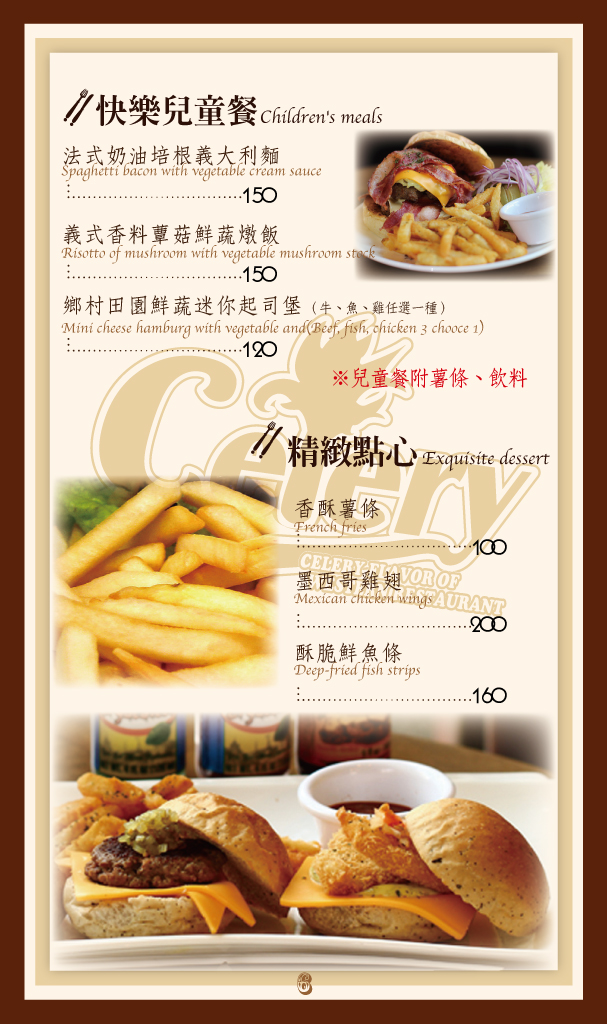 快樂兒童餐 Children's meals
法式奶油培根義大利麵
Spaghetti bacon with vegetable cream sauce
150
義式香料蕈菇鮮蔬燉飯
Risotto of mushroom with vegetable mushroom stock
150
鄉村田園鮮蔬迷你起司堡（牛、魚、雞任選一種）
Mini cheese hamburg with vegetable and(Beef, fish, chicken 3 chooce 1)
120
※兒童餐附薯條、飲料
Celery
精緻點心 Exquisite dessert
香酥薯條
French fries
100
CELERY FLAVOR OF
RESTAURANT
墨西哥雞翅
Mexican chicken wings
200
酥脆鮮魚條
Deep-fried fish strips
160
6